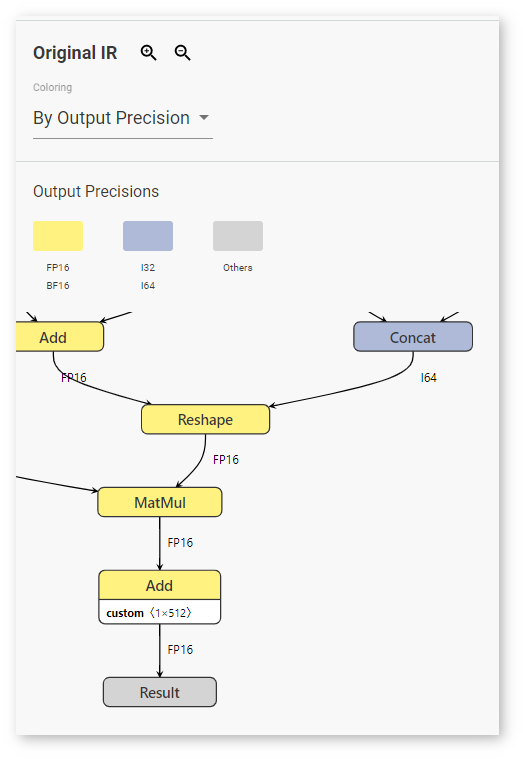 Original IR
Coloring
By Output Precision
Output Precisions
FP16 I32 Others
BF16 I64
Add Concat
FP16 I64
Reshape
FP16
MatMul
FP16
Add
custom ⟨1×512⟩
FP16
Result